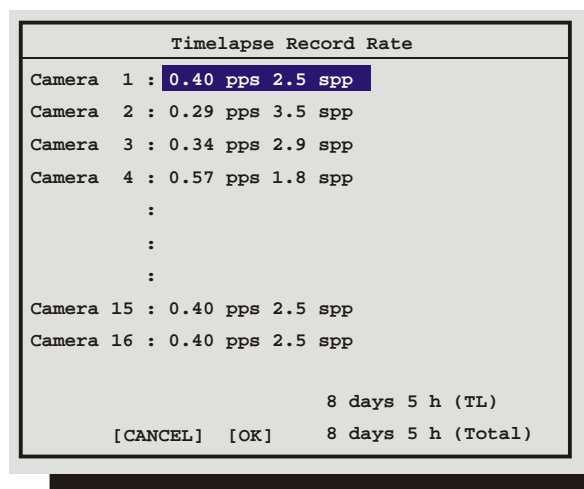 Timelapse Record Rate
Camera 1 : 0.40 pps 2.5 spp
Camera 2 : 0.29 pps 3.5 spp
Camera 3 : 0.34 pps 2.9 spp
Camera 4 : 0.57 pps 1.8 spp
:
:
:
Camera 15 : 0.40 pps 2.5 spp
Camera 16 : 0.40 pps 2.5 spp
8 days 5 h (TL)
[CANCEL] [OK] 8 days 5 h (Total)